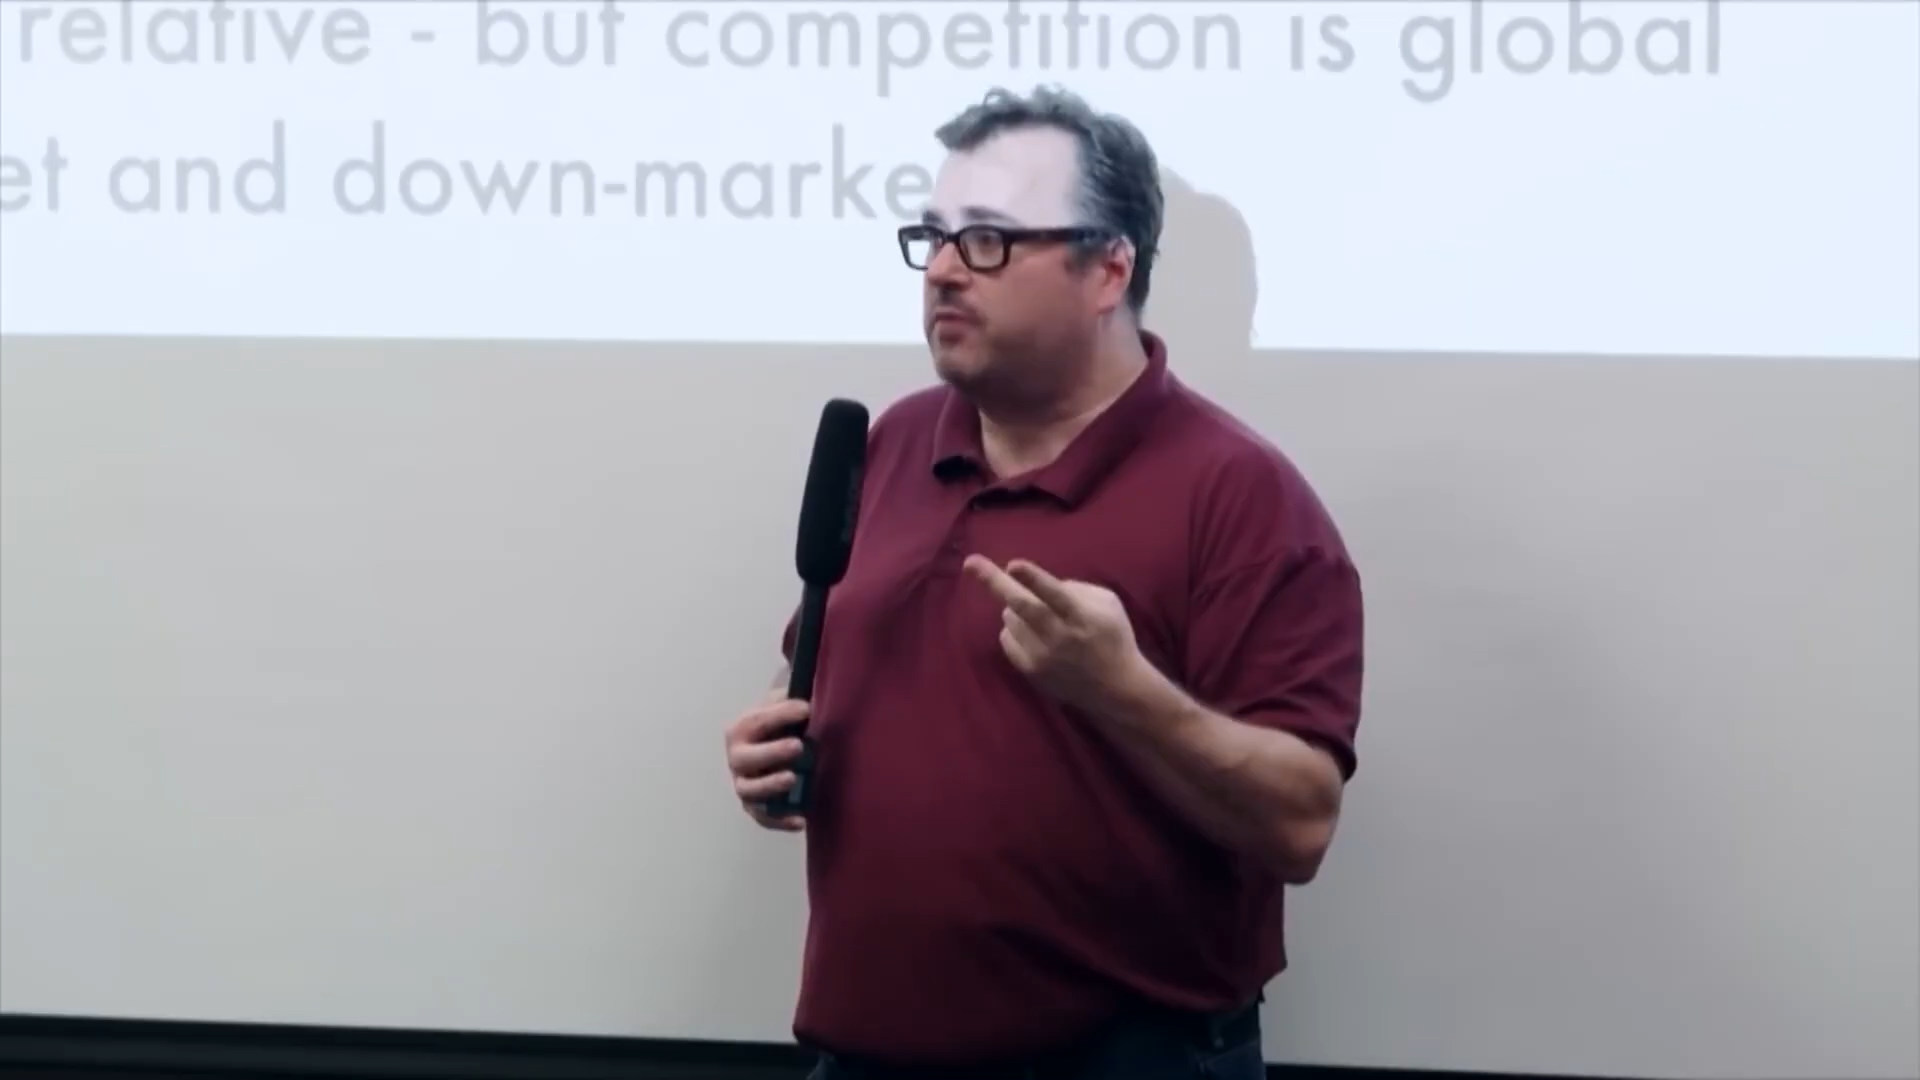 relative - but competition is global
et and down-marke